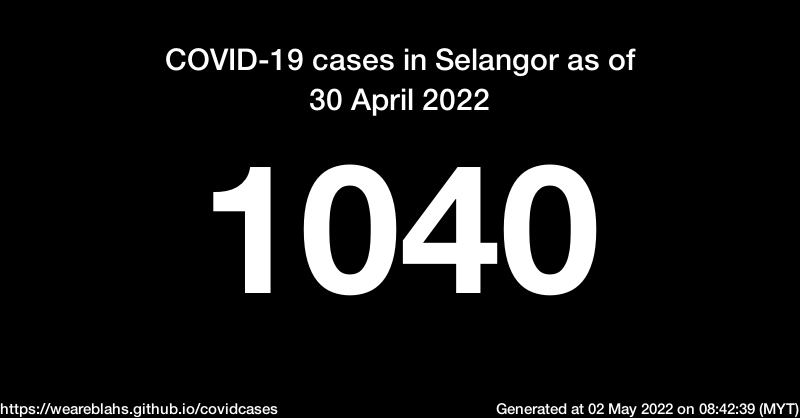 COVID-19 cases in Selangor as of
30 April 2022
1040
https://weareblahs.github.io/covidcases
Generated at 02 May 2022 on 08:42:39 (MYT)